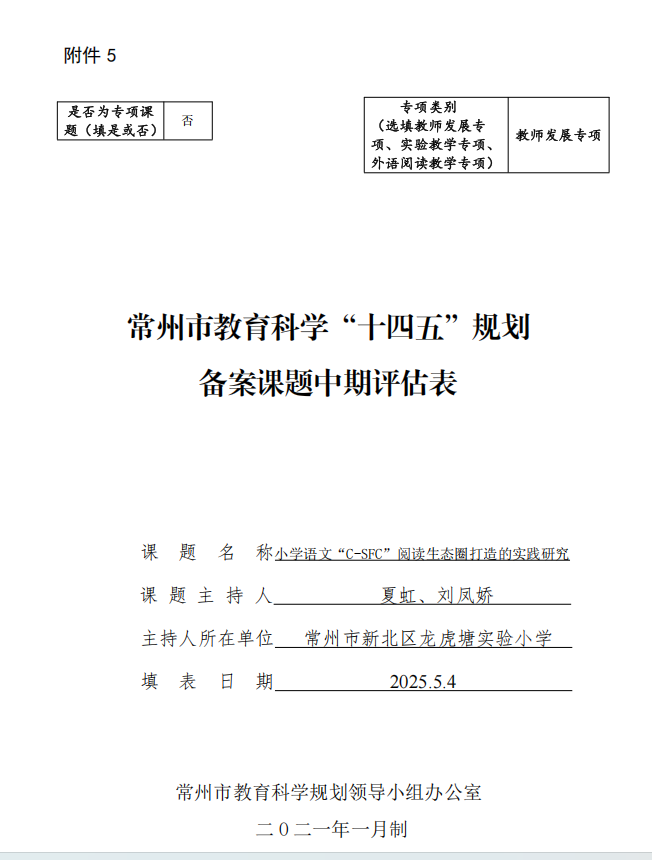 附件 5
是否为专项课
题（填是或否）
否
专项类别
（选填教师发展专
项、实验教学专项、
外语阅读教学专项）
教师发展专项
常州市教育科学“十四五”规划
备案课题中期评估表
课题名称 小学语文“C-SFC”阅读生态圈打造的实践研究
课题主持人 夏虹、刘凤娇
主持人所在单位 常州市新北区龙虎塘实验小学
填表日期 2025.5.4
常州市教育科学规划领导小组办公室
二0二一年一月制